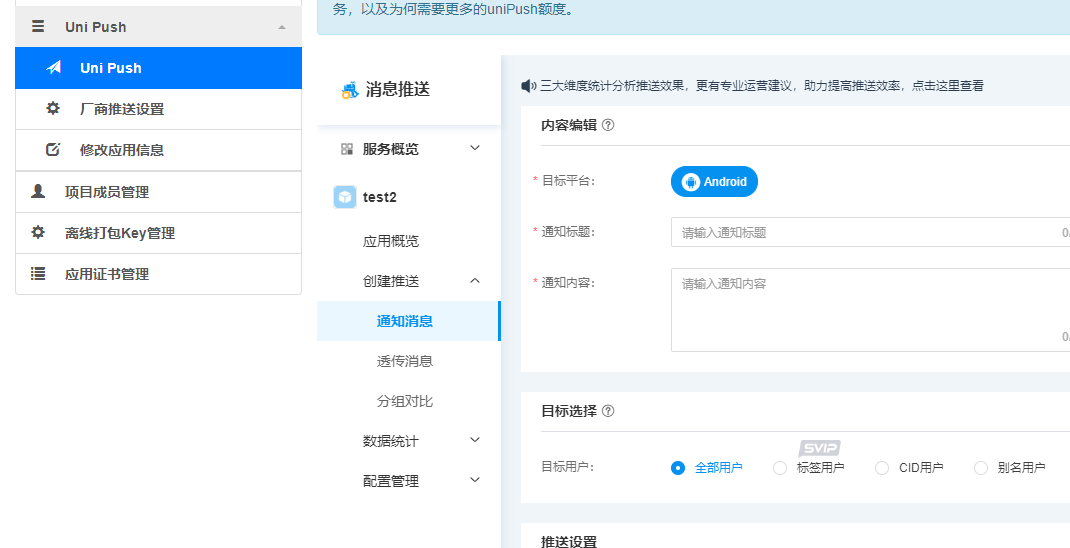 务，以及为何需要更多的uniPush额度。
Uni Push
Uni Push
厂商推送设置
修改应用信息
项目成员管理
离线打包Key管理
应用证书管理
消息推送
服务概览
test2
应用概览
创建推送
通知消息
透传消息
分组对比
数据统计
配置管理
三大维度统计分析推送效果，更有专业运营建议，助力提高推送效率，点击这里查看
内容编辑 ?
* 目标平台：
Android
* 通知标题：
请输入通知标题
0/
* 通知内容：
请输入通知内容
0/
目标选择 ?
SVIP
目标用户：
全部用户
标签用户
CID用户
别名用户
推送设置